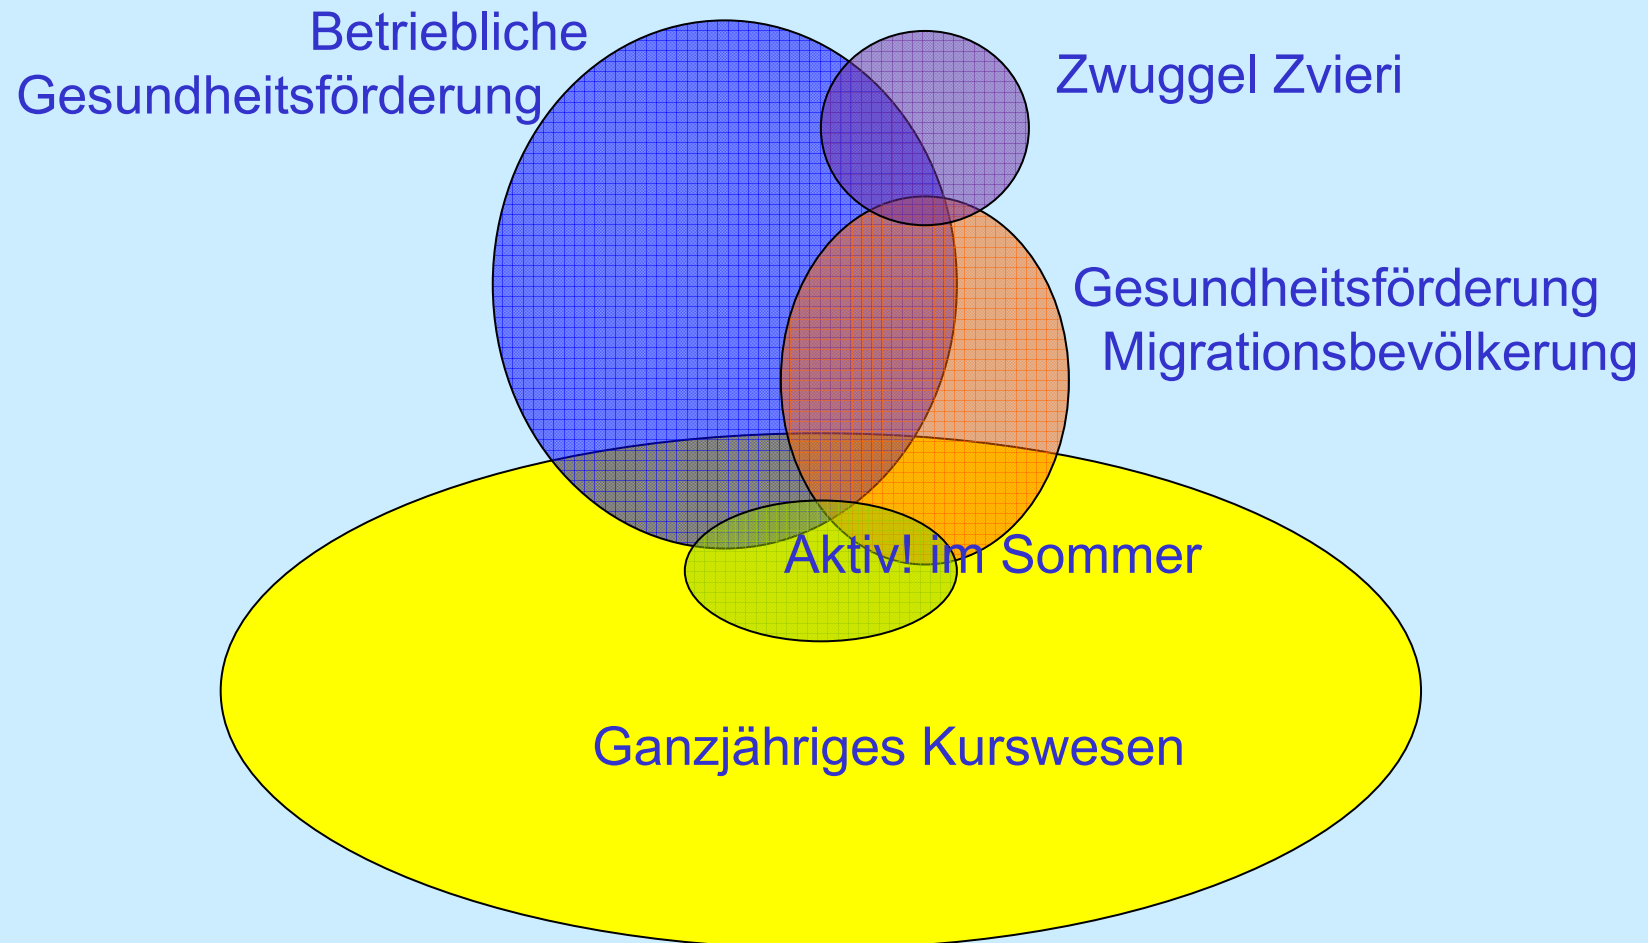 Betriebliche
Gesundheitsförderung
Zwuggel Zvieri
Gesundheitsförderung
Migrationsbevölkerung
Aktiv! im Sommer
Ganzjähriges Kurswesen